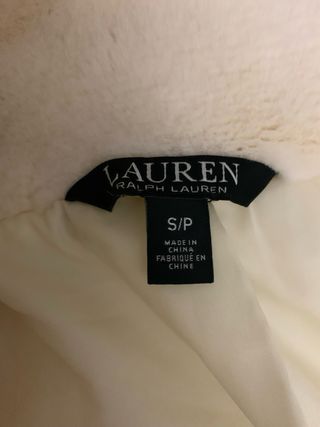 LAUREN
RALPH LAUREN
S/P
MADE IN
CHINA
FABRIQUÉ EN
CHINE